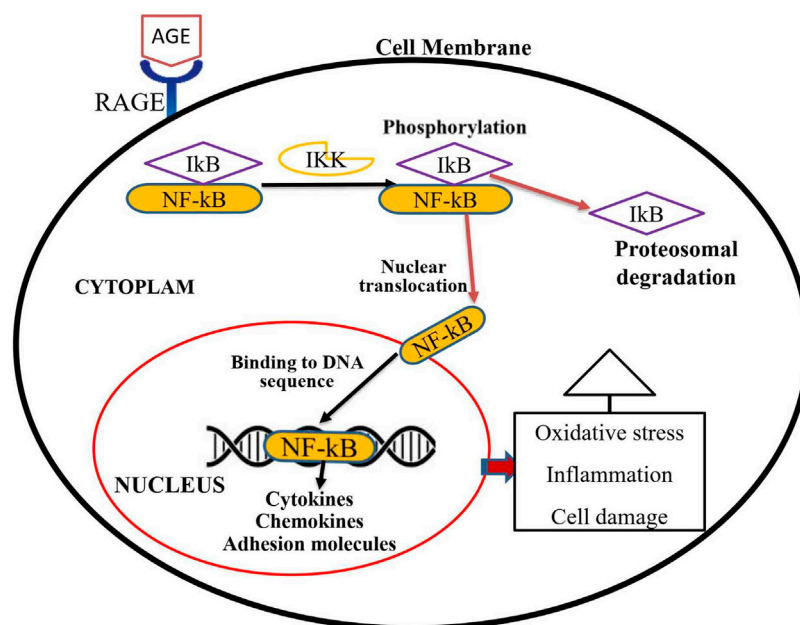 AGE
Cell Membrane
RAGE
Phosphorylation
IkB
IKK
IkB
NF-kB
NF-kB
IkB
Proteosomal
degradation
Nuclear
translocation
CYTOPLAM
NF-kB
Binding to DNA
sequence
NF-kB
NUCLEUS
Cytokines
Chemokines
Adhesion molecules
Oxidative stress
Inflammation
Cell damage